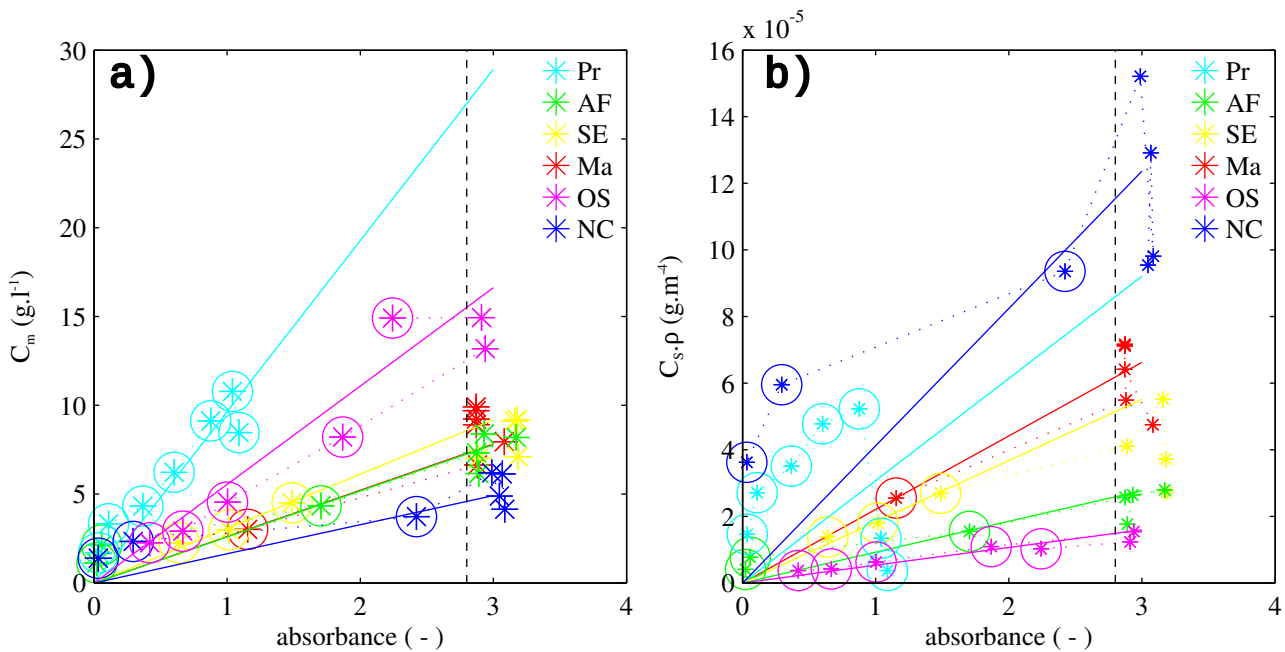 a)
30
25
20
15
10
5
0
0 1 2 3 4
C_m (g.l^-1)
absorbance ( - )
Pr
AF
SE
Ma
OS
NC
b)
x 10^-5
16
14
12
10
8
6
4
2
0
0 1 2 3 4
C_s.ρ (g.m^-4)
absorbance ( - )
Pr
AF
SE
Ma
OS
NC